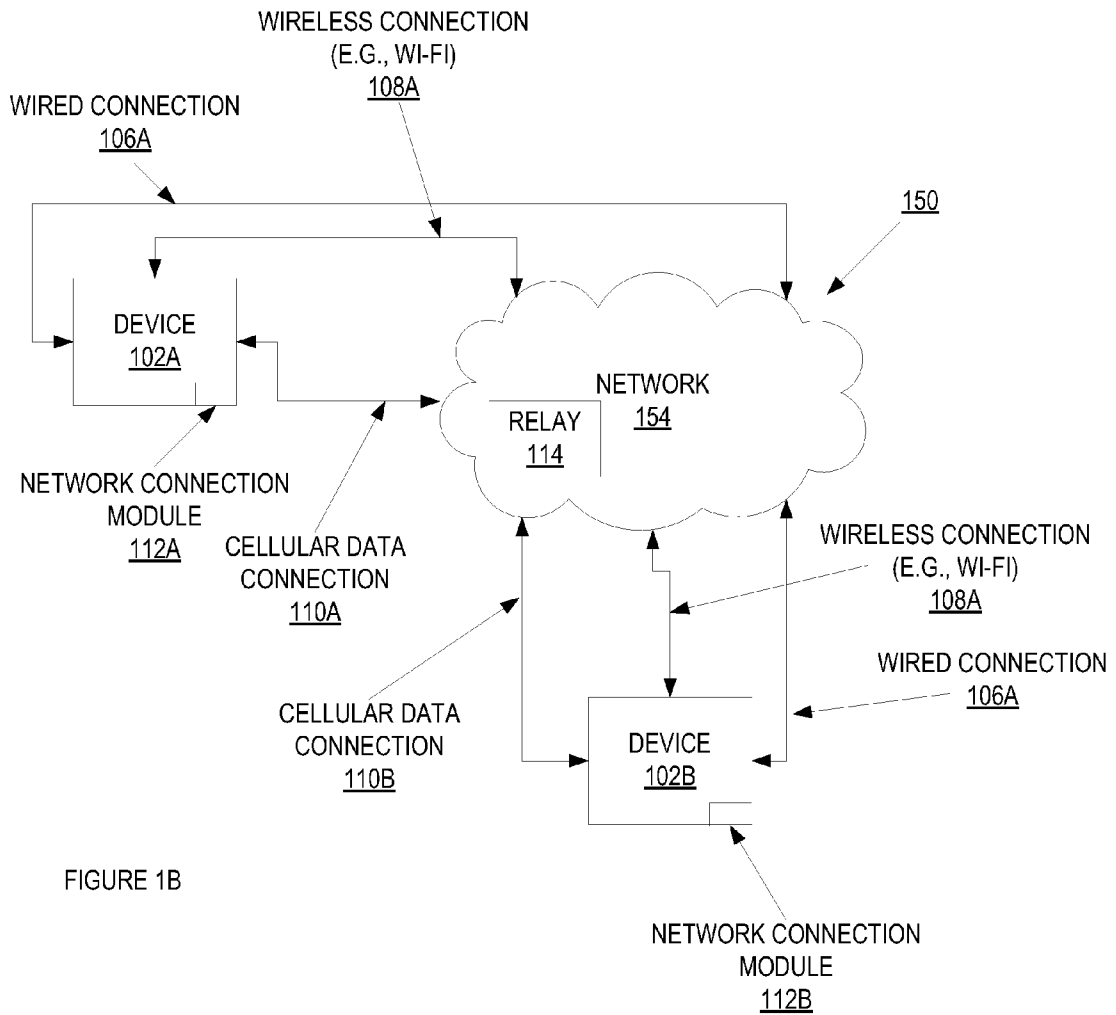 WIRELESS CONNECTION
(E.G., WI-FI)
108A
WIRED CONNECTION
106A
150
DEVICE
102A
NETWORK
154
RELAY
114
NETWORK CONNECTION
MODULE
112A
CELLULAR DATA
CONNECTION
110A
WIRELESS CONNECTION
(E.G., WI-FI)
108A
WIRED CONNECTION
106A
CELLULAR DATA
CONNECTION
110B
DEVICE
102B
FIGURE 1B
NETWORK CONNECTION
MODULE
112B